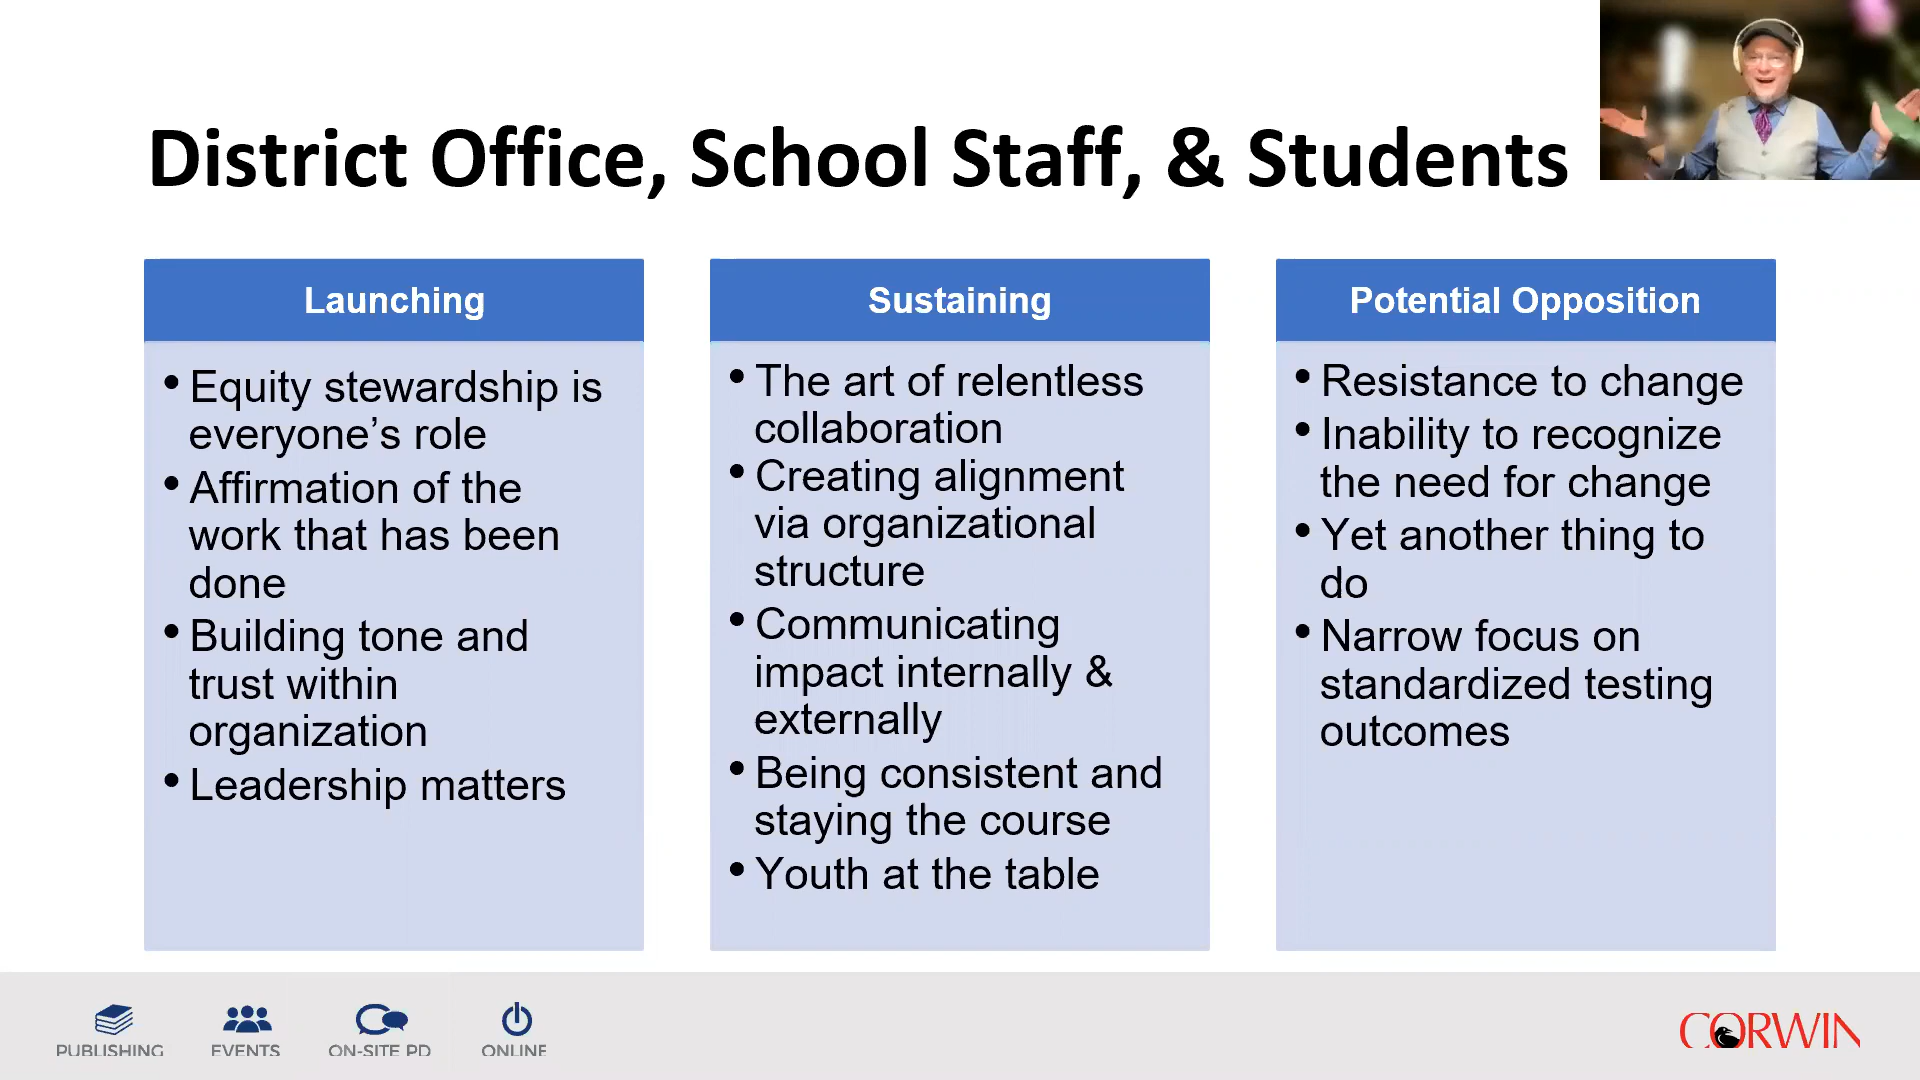 District Office, School Staff, & Students
Launching
• Equity stewardship is
everyone’s role
• Affirmation of the
work that has been
done
• Building tone and
trust within
organization
• Leadership matters
Sustaining
• The art of relentless
collaboration
• Creating alignment
via organizational
structure
• Communicating
impact internally &
externally
• Being consistent and
staying the course
• Youth at the table
Potential Opposition
• Resistance to change
• Inability to recognize
the need for change
• Yet another thing to
do
• Narrow focus on
standardized testing
outcomes
PUBLISHING
EVENTS
ON-SITE PD
ONLINE
CORWIN